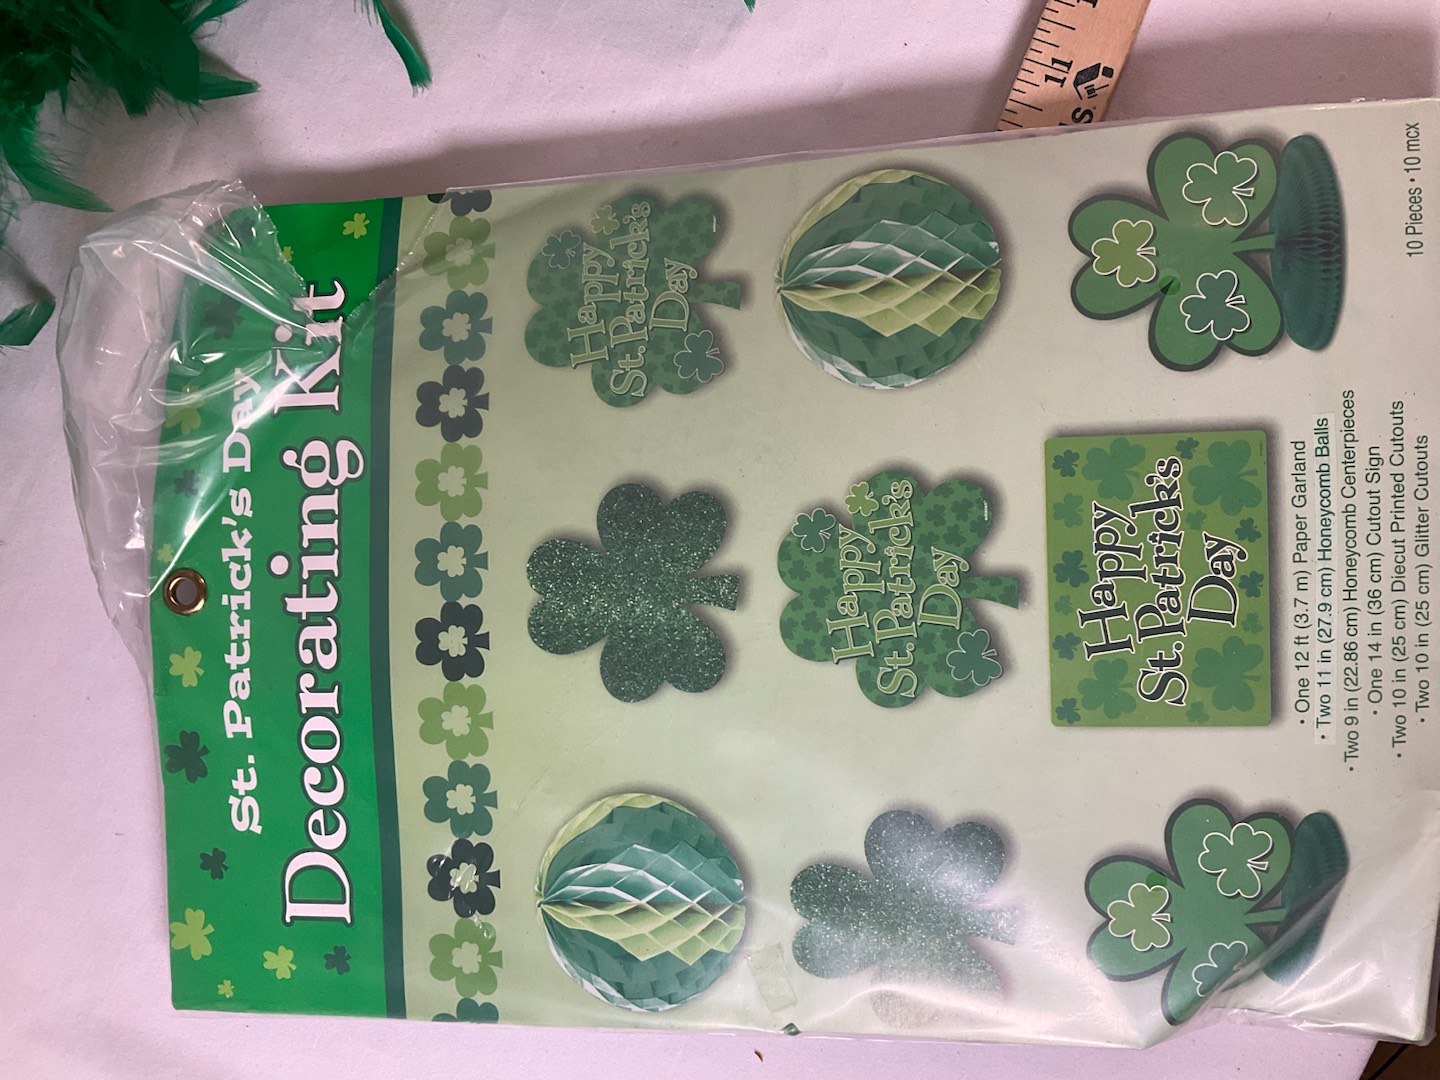 St. Patrick's Day
Decorating Kit
Happy
St. Patrick's
Day
Happy
St. Patrick's
Day
Happy
St. Patrick's
Day
• One 12 ft (3.7 m) Paper Garland
• Two 11 in (27.9 cm) Honeycomb Balls
• Two 9 in (22.86 cm) Honeycomb Centerpieces
• One 14 in (36 cm) Cutout Sign
• Two 10 in (25 cm) Diecut Printed Cutouts
• Two 10 in (25 cm) Glitter Cutouts
10 Pieces • 10 mcx
11